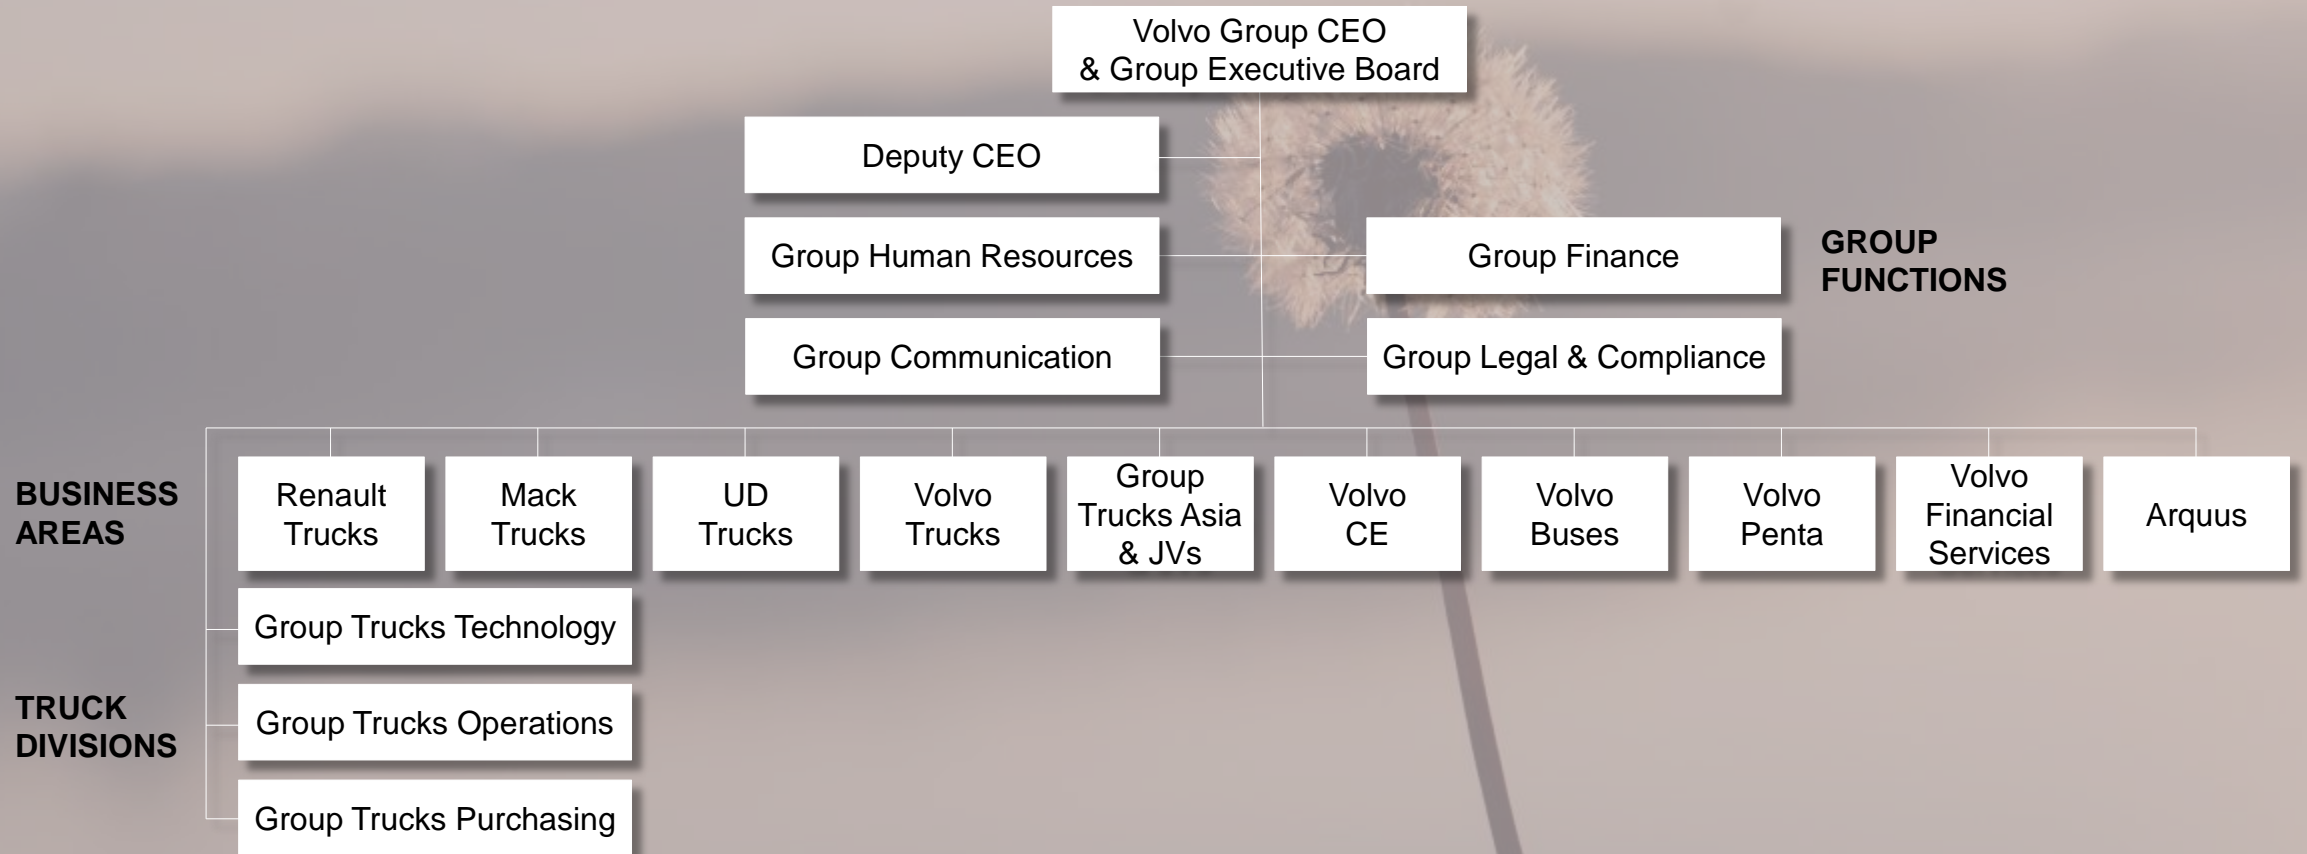 Volvo Group CEO
& Group Executive Board
Deputy CEO
Group Human Resources
Group Finance
GROUP
FUNCTIONS
Group Communication
Group Legal & Compliance
BUSINESS
AREAS
Renault
Trucks
Mack
Trucks
UD
Trucks
Volvo
Trucks
Group
Trucks Asia
& JVs
Volvo
CE
Volvo
Buses
Volvo
Penta
Volvo
Financial
Services
Arquus
TRUCK
DIVISIONS
Group Trucks Technology
Group Trucks Operations
Group Trucks Purchasing